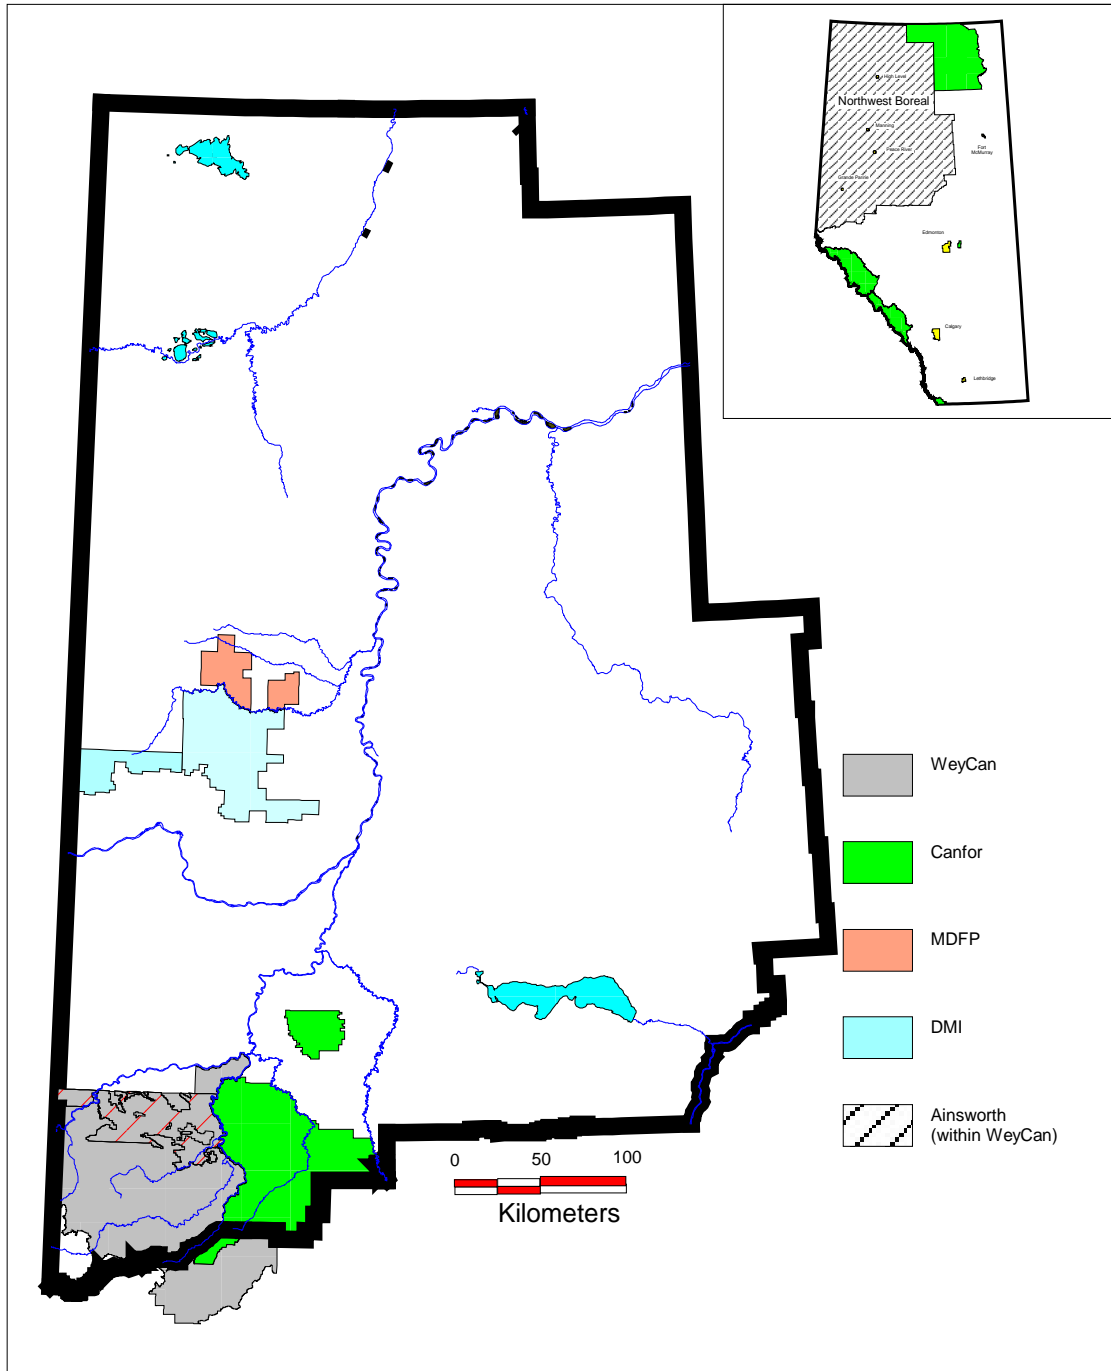 High Level
Northwest Boreal
Manning
Peace River
Fort
McMurray
Grande Prairie
Edmonton
Calgary
Lethbridge
WeyCan
Canfor
MDFP
DMI
Ainsworth
(within WeyCan)
0 50 100
Kilometers